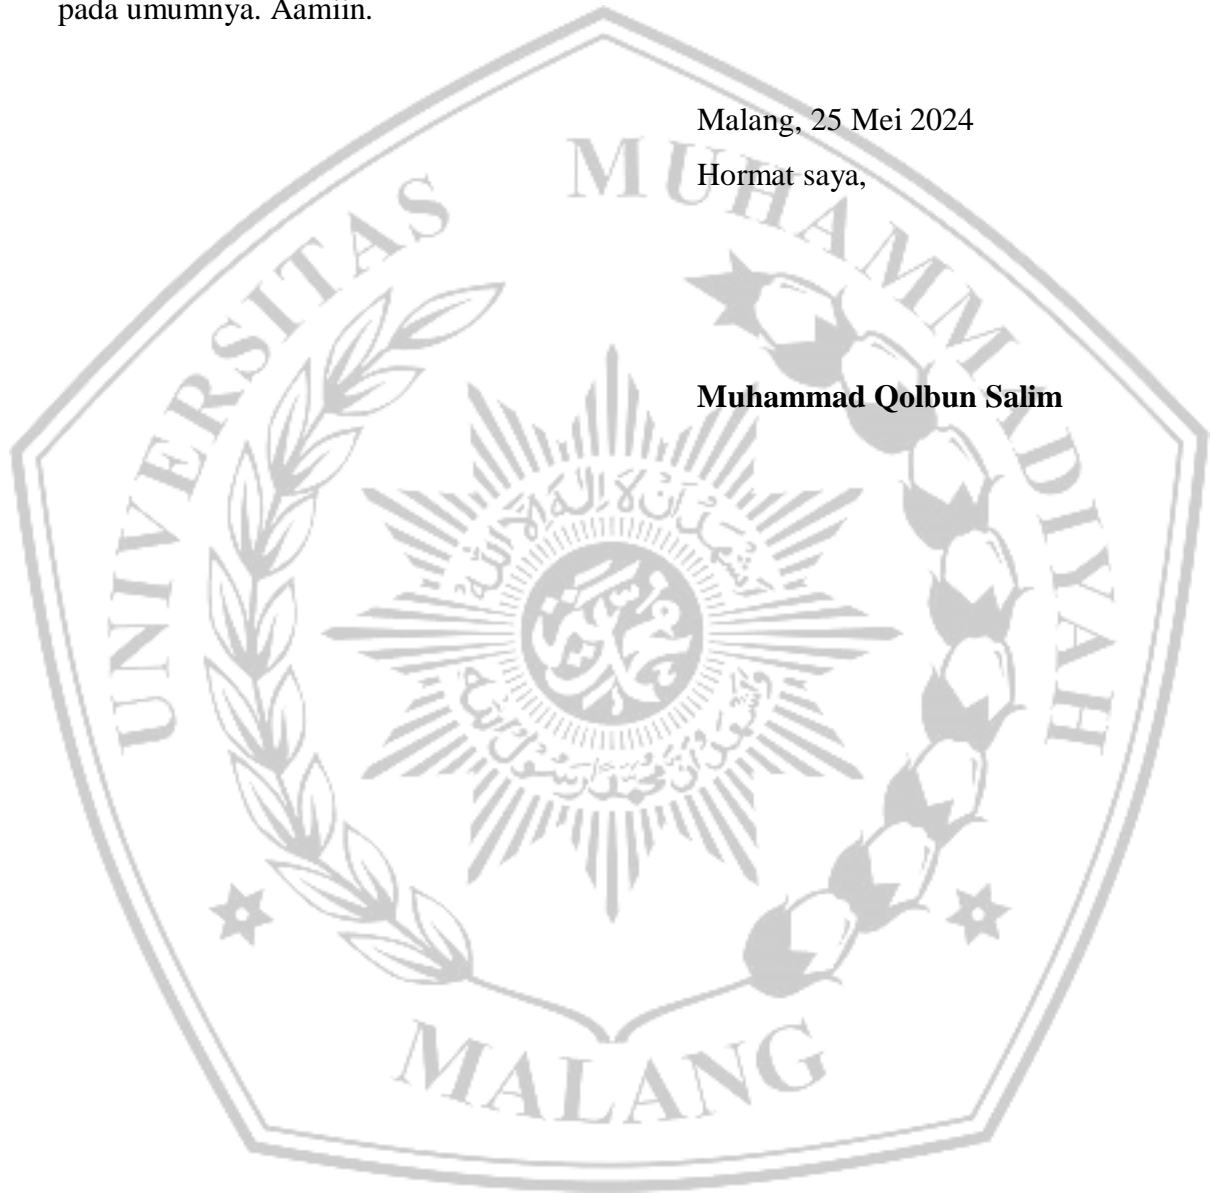 pada umumnya. Aamiin.
Malang, 25 Mei 2024
Hormat saya,
Muhammad Qolbun Salim
UNIVERSITAS MUHAMMADIYAH
MALANG